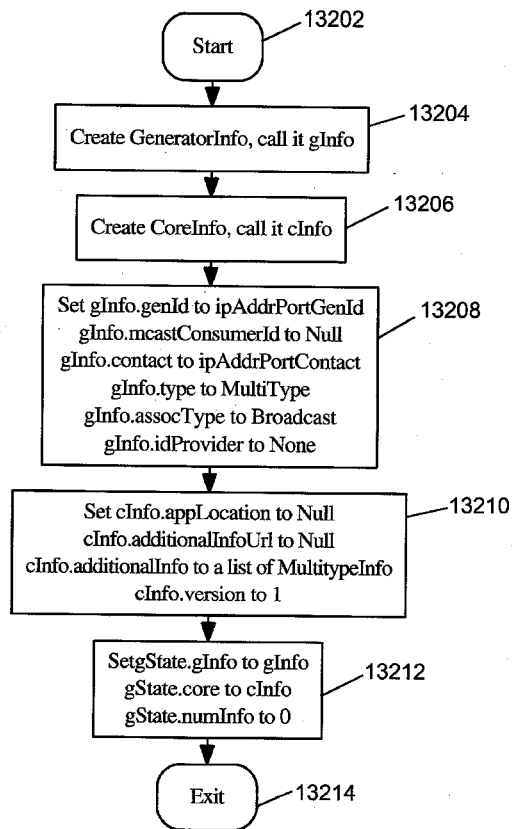 13202
Start
13204
Create GeneratorInfo, call it gInfo
13206
Create CoreInfo, call it cInfo
13208
Set gInfo.genId to ipAddrPortGenId
gInfo.mcastConsumerId to Null
gInfo.contact to ipAddrPortContact
gInfo.type to MultiType
gInfo.assocType to Broadcast
gInfo.idProvider to None
13210
Set cInfo.appLocation to Null
cInfo.additionalInfoUrl to Null
cInfo.additionalInfo to a list of MultitypeInfo
cInfo.version to 1
13212
SetgState.gInfo to gInfo
gState.core to cInfo
gState.numInfo to 0
Exit
13214